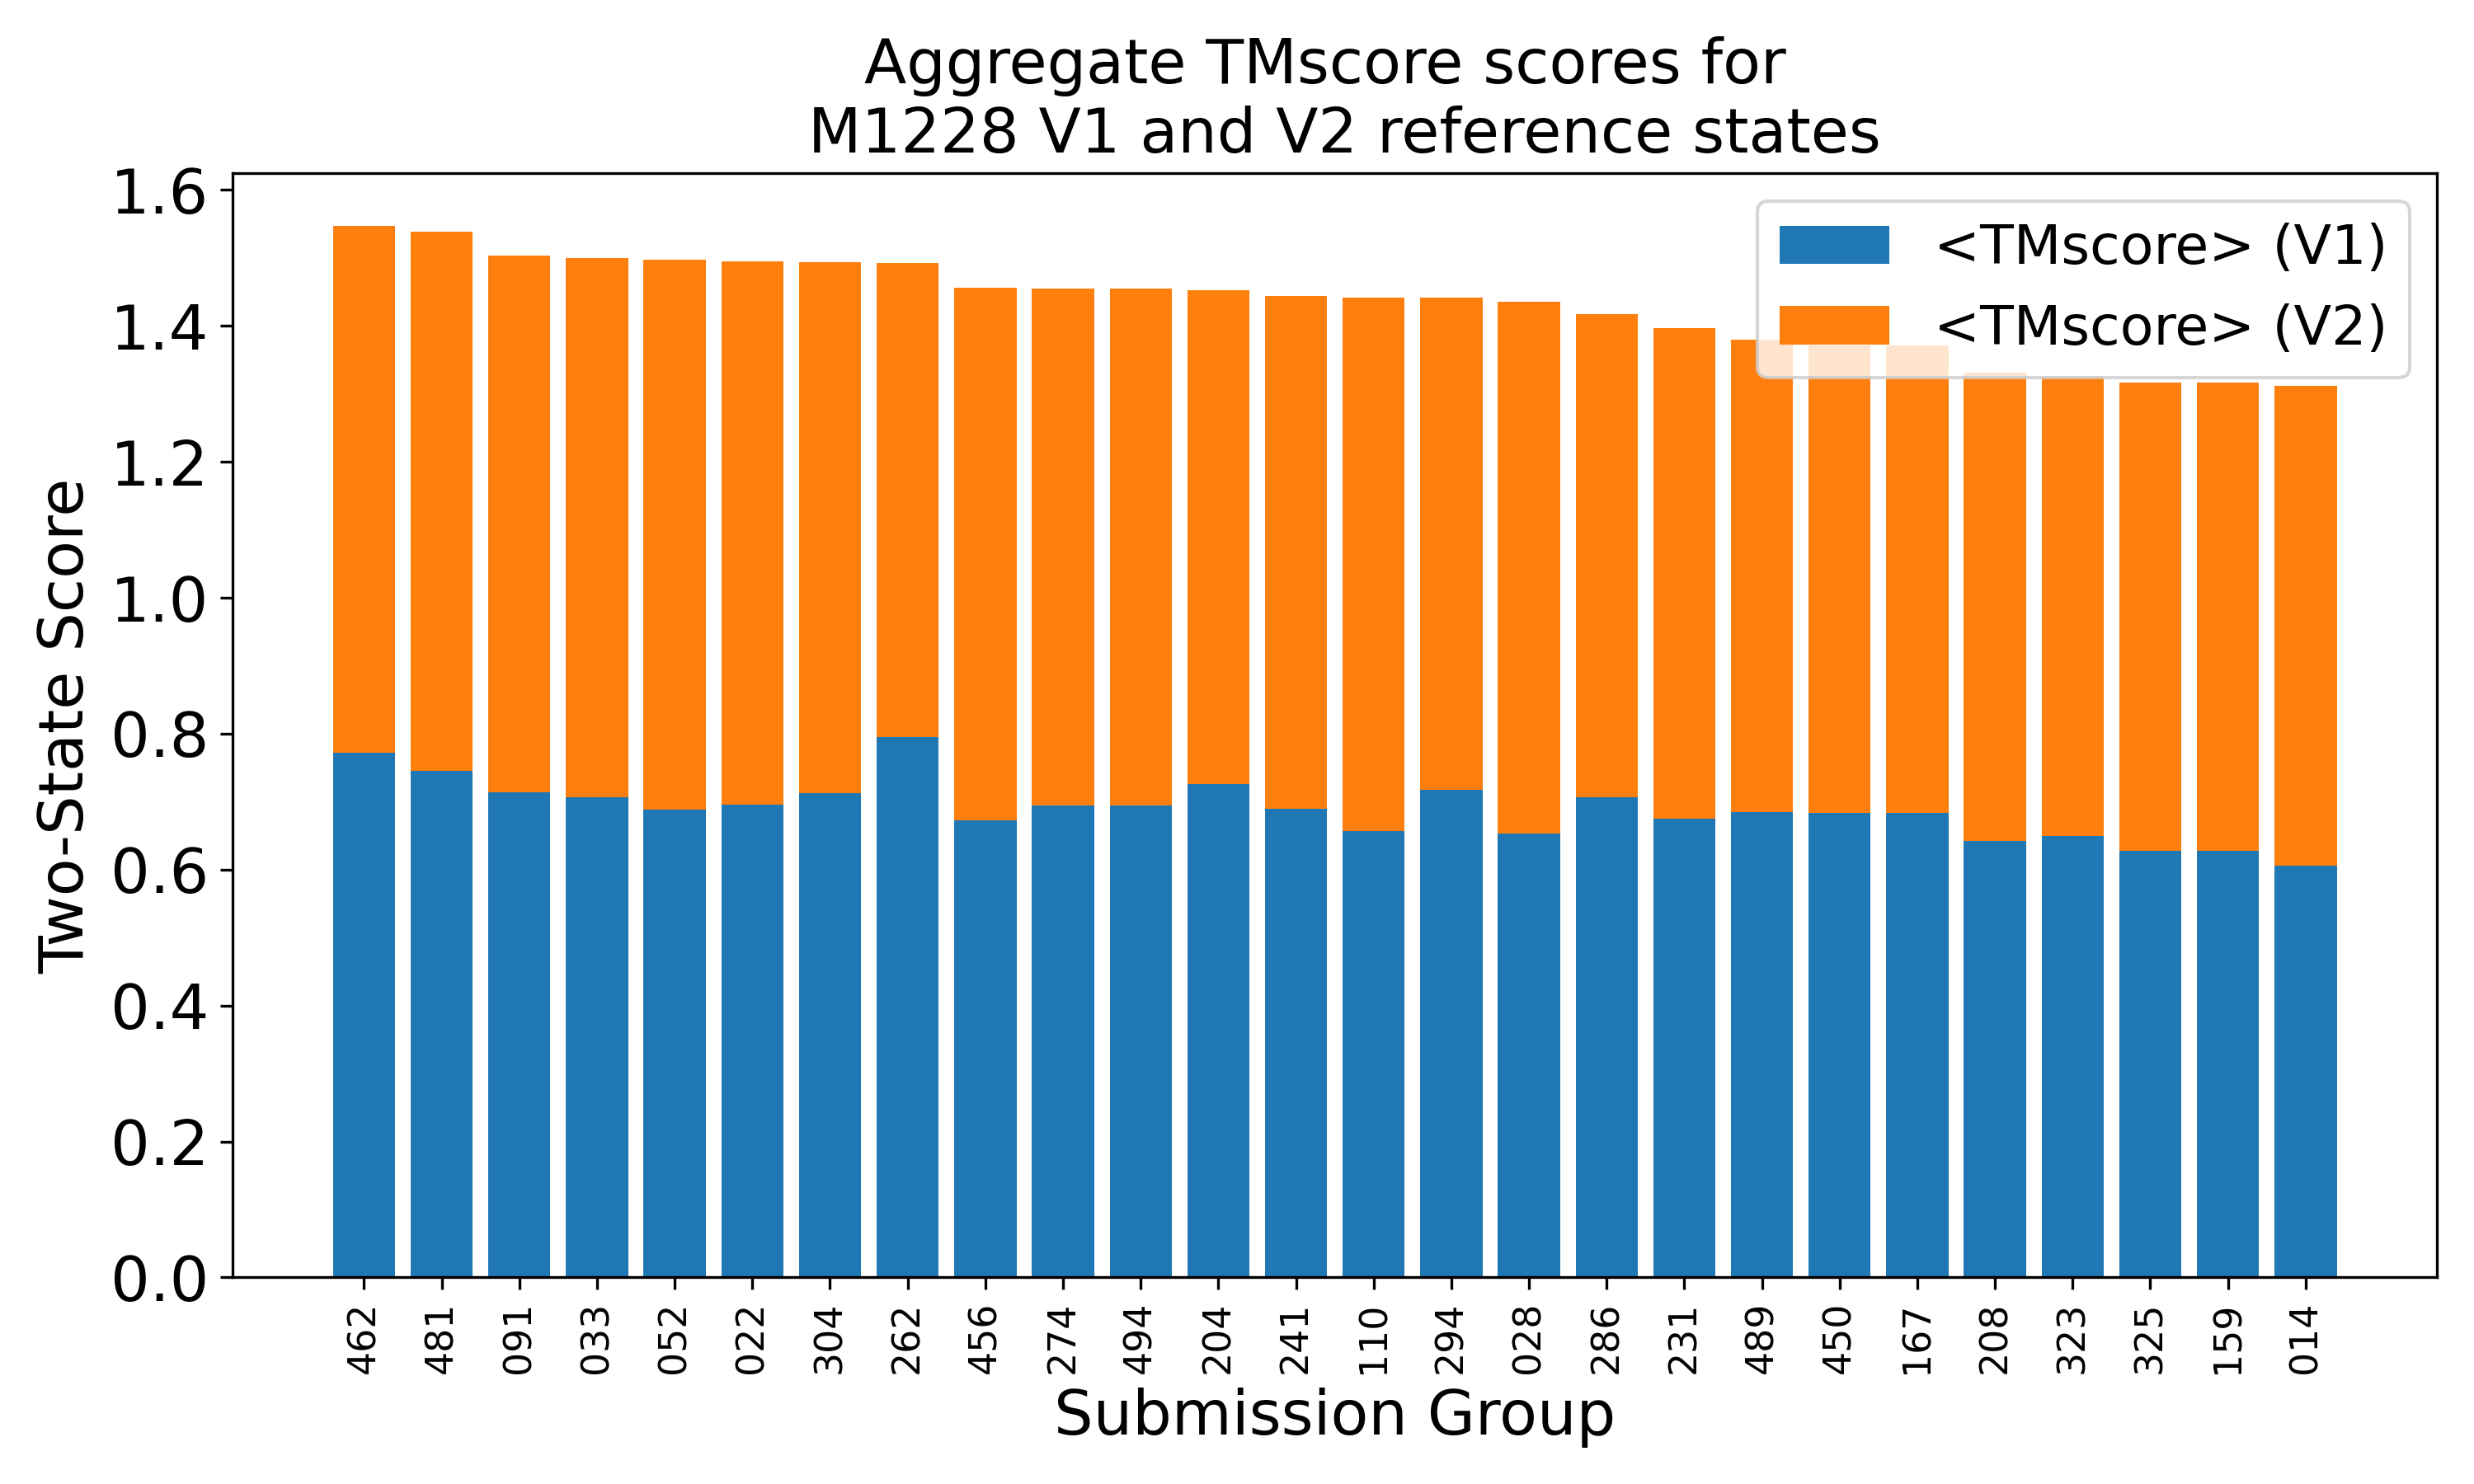 Aggregate TMscore scores for
M1228 V1 and V2 reference states
<TMscore> (V1)
<TMscore> (V2)
Two-State Score
1.6
1.4
1.2
1.0
0.8
0.6
0.4
0.2
0.0
462 481 091 033 052 022 304 262 456 274 494 204 241 110 294 028 286 231 489 450 167 208 323 325 159 014
Submission Group